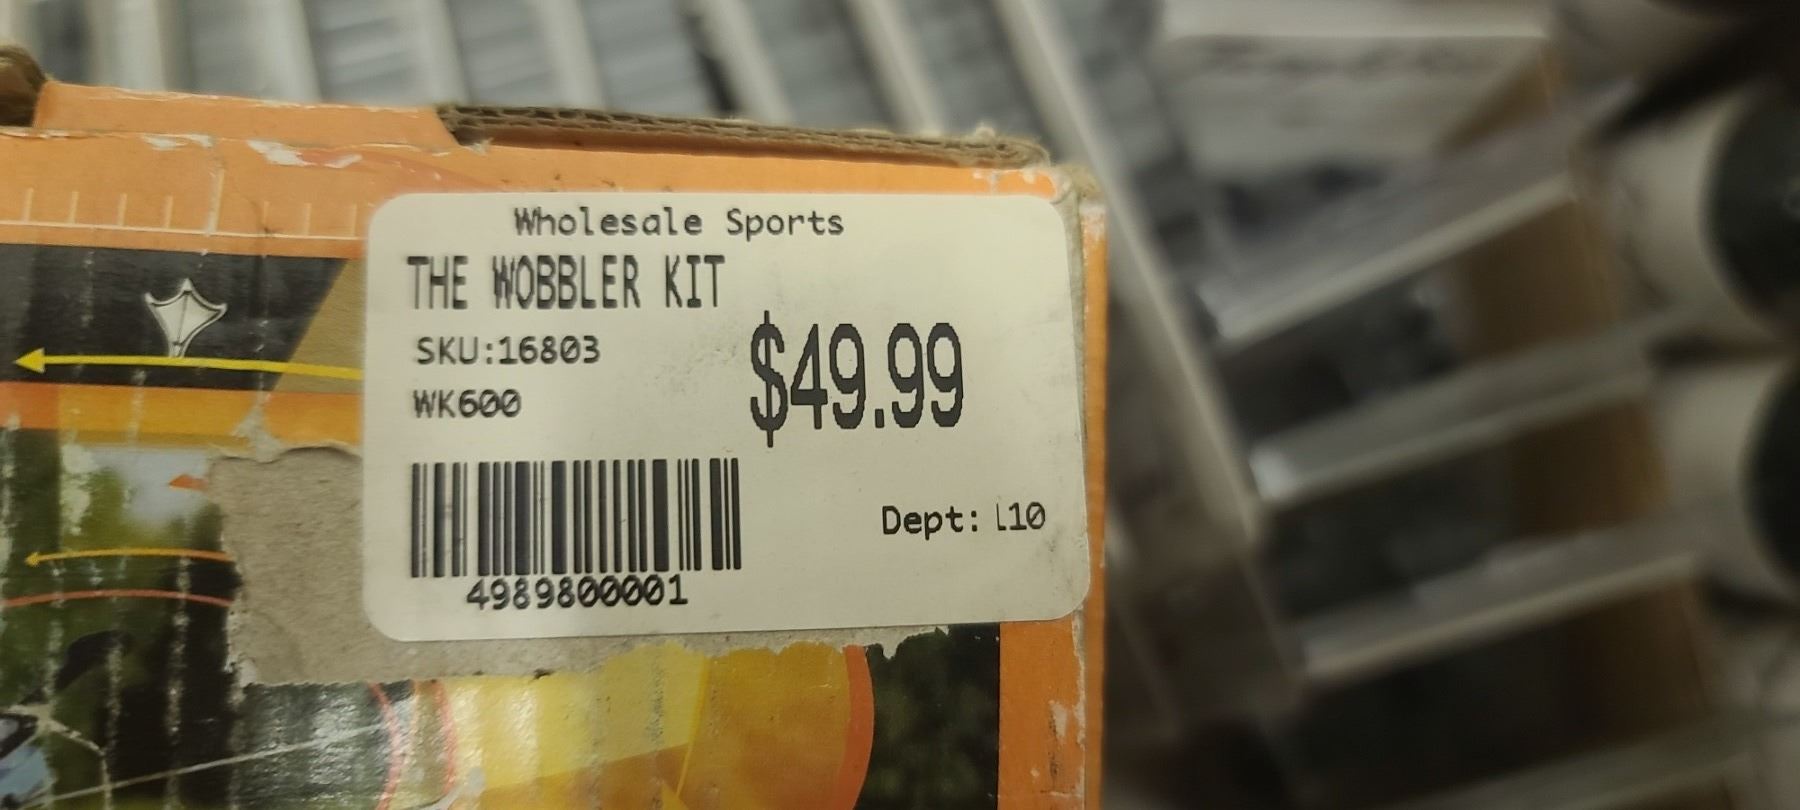 Wholesale Sports
THE WOBBLER KIT
SKU:16803
$49.99
WK600
Dept: L10
4989800001